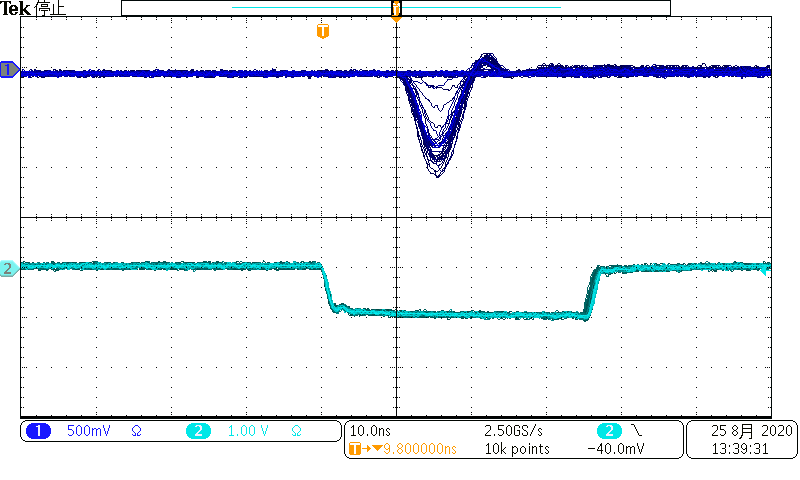 Tek 停止
T
1
2
1 500mV Ω 2 1.00 V Ω 10.0ns 2.50GS/s 2 25 8月 2020
T→▼9.800000ns 10k points −40.0mV 13:39:31